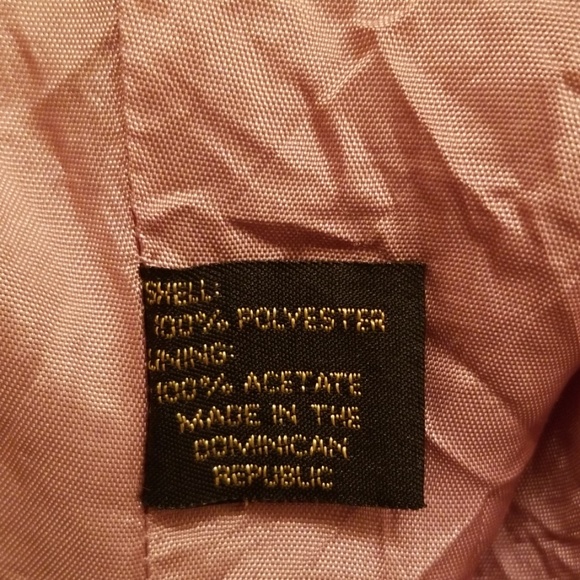 SHELL:
100% POLYESTER
LINING:
100% ACETATE
MADE IN THE
DOMINICAN
REPUBLIC